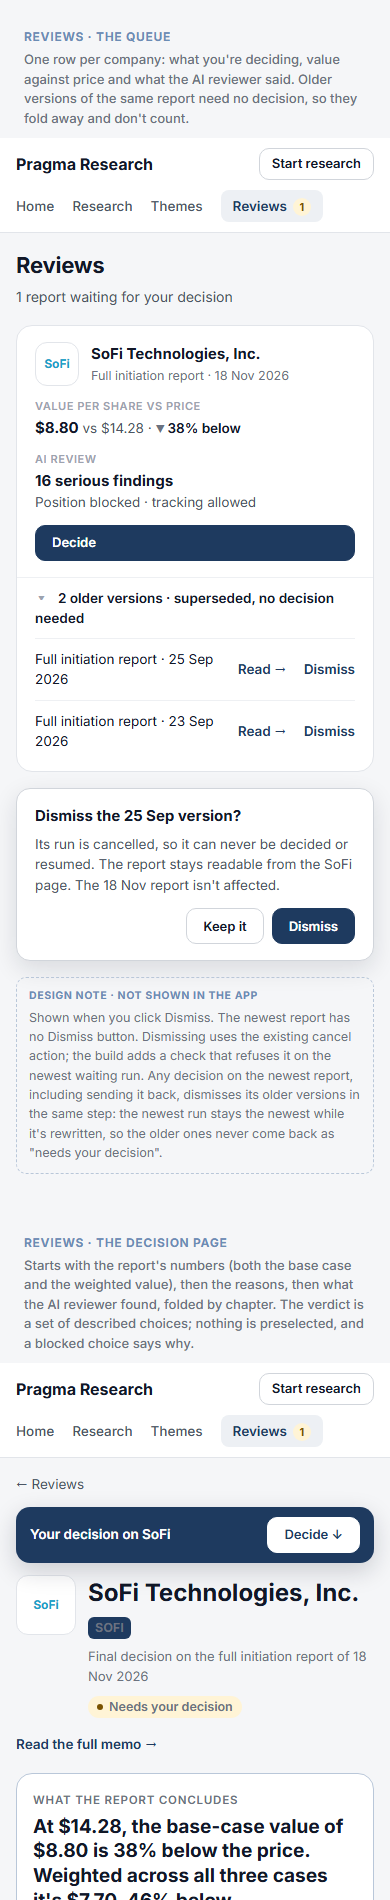 REVIEWS · THE QUEUE
One row per company: what you're deciding, value
against price and what the AI reviewer said. Older
versions of the same report need no decision, so they
fold away and don't count.
Pragma Research
Start research
Home Research Themes Reviews 1
Reviews
1 report waiting for your decision
SoFi
SoFi Technologies, Inc.
Full initiation report · 18 Nov 2026
VALUE PER SHARE VS PRICE
$8.80 vs $14.28 · ▼ 38% below
AI REVIEW
16 serious findings
Position blocked · tracking allowed
Decide
▼ 2 older versions · superseded, no decision
needed
Full initiation report · 25 Sep
2026
Read → Dismiss
Full initiation report · 23 Sep
2026
Read → Dismiss
Dismiss the 25 Sep version?
Its run is cancelled, so it can never be decided or
resumed. The report stays readable from the SoFi
page. The 18 Nov report isn't affected.
Keep it Dismiss
DESIGN NOTE · NOT SHOWN IN THE APP
Shown when you click Dismiss. The newest report has
no Dismiss button. Dismissing uses the existing cancel
action; the build adds a check that refuses it on the
newest waiting run. Any decision on the newest report,
including sending it back, dismisses its older versions in
the same step: the newest run stays the newest while
it's rewritten, so the older ones never come back as
"needs your decision".
REVIEWS · THE DECISION PAGE
Starts with the report's numbers (both the base case
and the weighted value), then the reasons, then what
the AI reviewer found, folded by chapter. The verdict is
a set of described choices; nothing is preselected, and
a blocked choice says why.
Pragma Research
Start research
Home Research Themes Reviews 1
← Reviews
Your decision on SoFi
Decide ↓
SoFi
SoFi Technologies, Inc.
SOFI
Final decision on the full initiation report of 18
Nov 2026
Needs your decision
Read the full memo →
WHAT THE REPORT CONCLUDES
At $14.28, the base-case value of
$8.80 is 38% below the price.
Weighted across all three cases
it's $7.70, 46% below